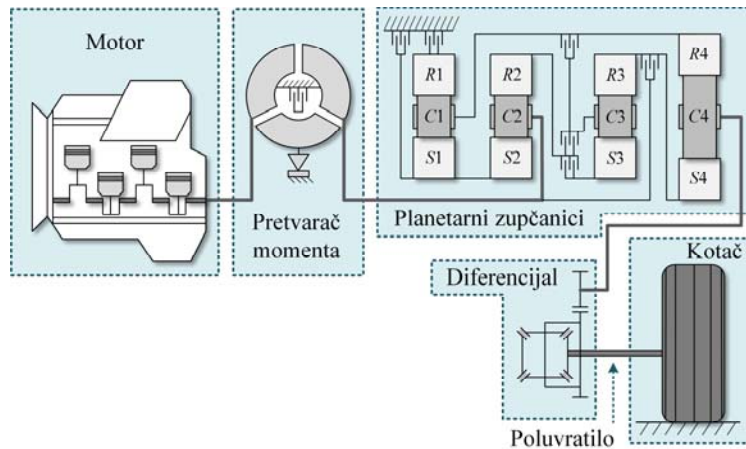 Motor
Pretvarač
momenta
R1
C1
S1
R2
C2
S2
R3
C3
S3
R4
C4
S4
Planetarni zupčanici
Diferencijal
Kotač
Poluvratilo